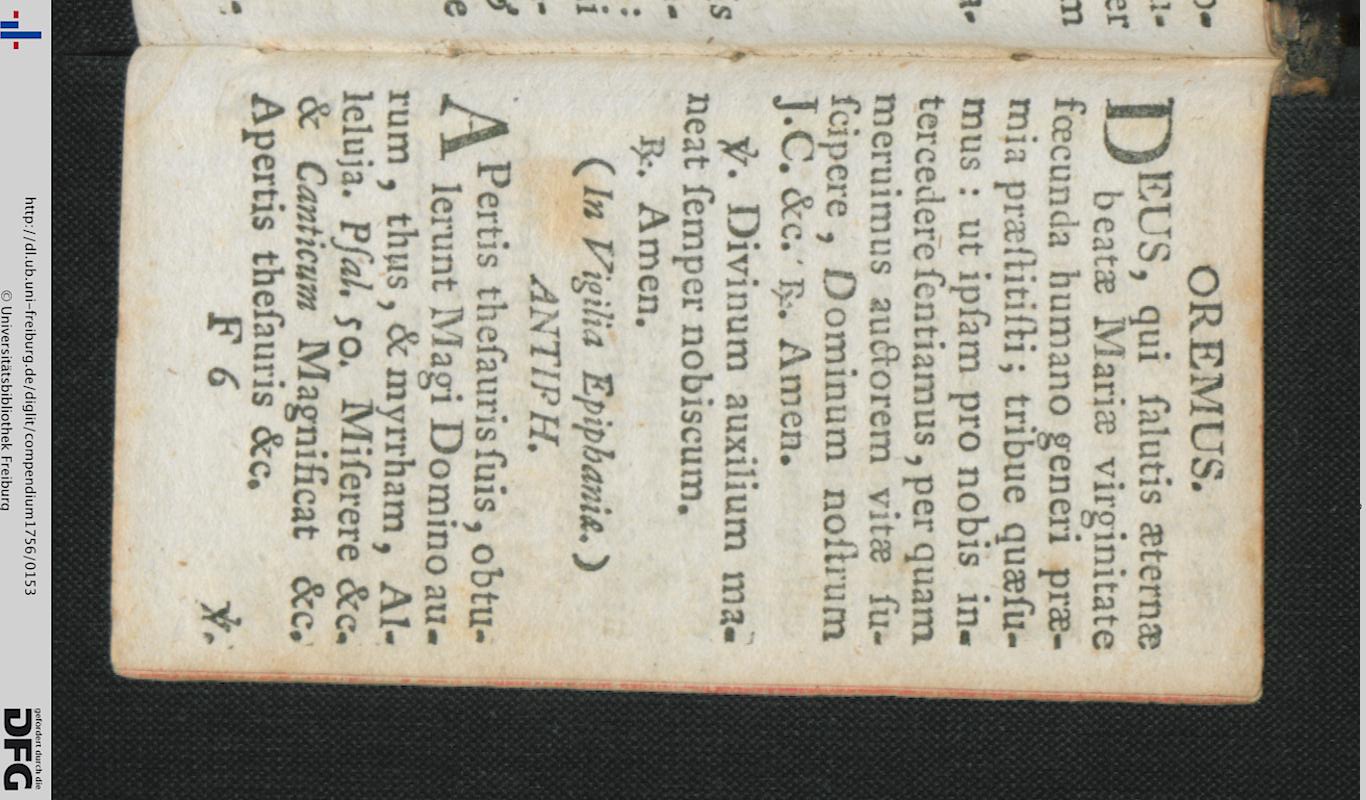 OREMUS.
DEUS, qui ſalutis æternæ
beatæ Mariæ virginitate
fœcunda humano generi præ-
mia præſtitiſti ; tribue quæſu-
mus : ut ipſam pro nobis in-
tercedere ſentiamus, per quam
meruimus auctorem vitæ ſu-
ſcipere, Dominum noſtrum
J.C. &c. ℟. Amen.
℣. Divinum auxilium ma-
neat ſemper nobiscum.
℟. Amen.
(In Vigilia Epiphaniæ.)
ANTIPH.
APertis theſauris ſuis, obtu-
lerunt Magi Domino au-
rum, thus, & myrrham, Al-
leluja. Pſal. 50. Miſerere &c.
& Canticum Magnificat &c.
Apertis theſauris &c.
F 6
℣.
http://dl.ub.uni-freiburg.de/diglit/compendium1756/0153
© Universitätsbibliothek Freiburg
gefördert durch die
DFG